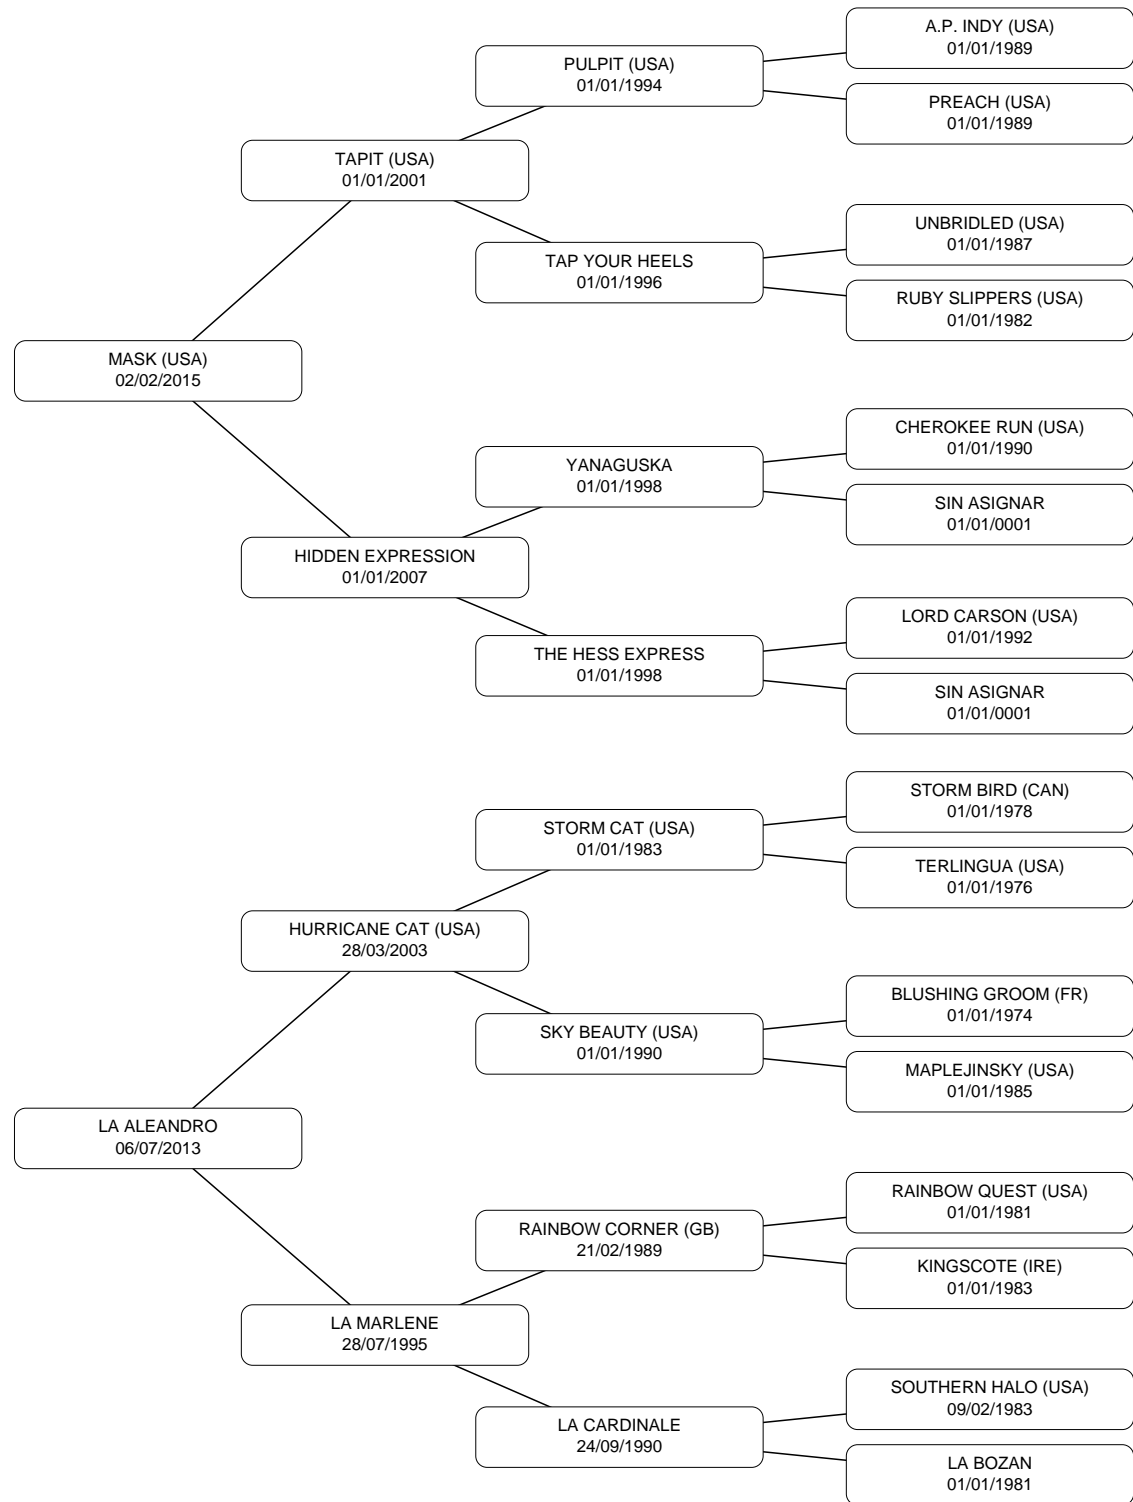 A.P. INDY (USA)
01/01/1989
PULPIT (USA)
01/01/1994
PREACH (USA)
01/01/1989
TAPIT (USA)
01/01/2001
UNBRIDLED (USA)
01/01/1987
TAP YOUR HEELS
01/01/1996
RUBY SLIPPERS (USA)
01/01/1982
MASK (USA)
02/02/2015
CHEROKEE RUN (USA)
01/01/1990
YANAGUSKA
01/01/1998
SIN ASIGNAR
01/01/0001
HIDDEN EXPRESSION
01/01/2007
LORD CARSON (USA)
01/01/1992
THE HESS EXPRESS
01/01/1998
SIN ASIGNAR
01/01/0001
STORM BIRD (CAN)
01/01/1978
STORM CAT (USA)
01/01/1983
TERLINGUA (USA)
01/01/1976
HURRICANE CAT (USA)
28/03/2003
BLUSHING GROOM (FR)
01/01/1974
SKY BEAUTY (USA)
01/01/1990
MAPLEJINSKY (USA)
01/01/1985
LA ALEANDRO
06/07/2013
RAINBOW QUEST (USA)
01/01/1981
RAINBOW CORNER (GB)
21/02/1989
KINGSCOTE (IRE)
01/01/1983
LA MARLENE
28/07/1995
SOUTHERN HALO (USA)
09/02/1983
LA CARDINALE
24/09/1990
LA BOZAN
01/01/1981